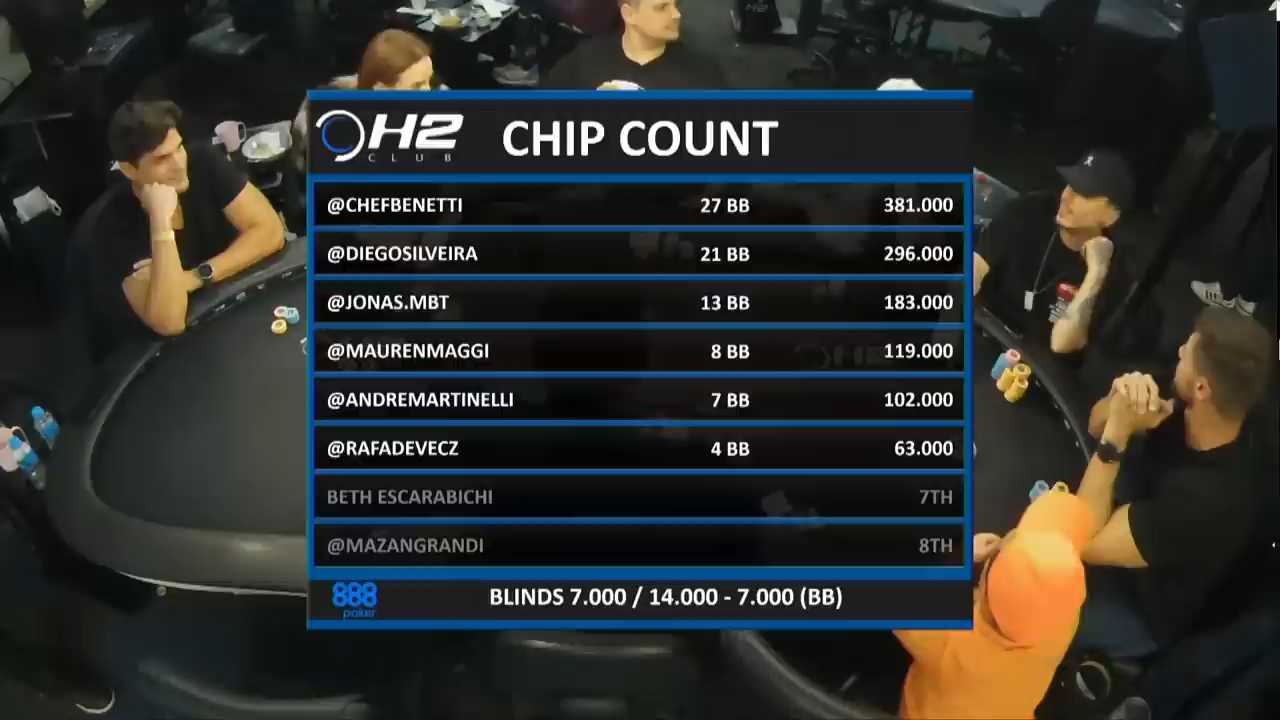 H2 CLUB CHIP COUNT
@CHEFBENETTI 27 BB 381.000
@DIEGOSILVEIRA 21 BB 296.000
@JONAS.MBT 13 BB 183.000
@MAURENMAGGI 8 BB 119.000
@ANDREMARTINELLI 7 BB 102.000
@RAFADEVECZ 4 BB 63.000
BETH ESCARABICHI 7TH
@MAZANGRANDI 8TH
888 poker BLINDS 7.000 / 14.000 - 7.000 (BB)